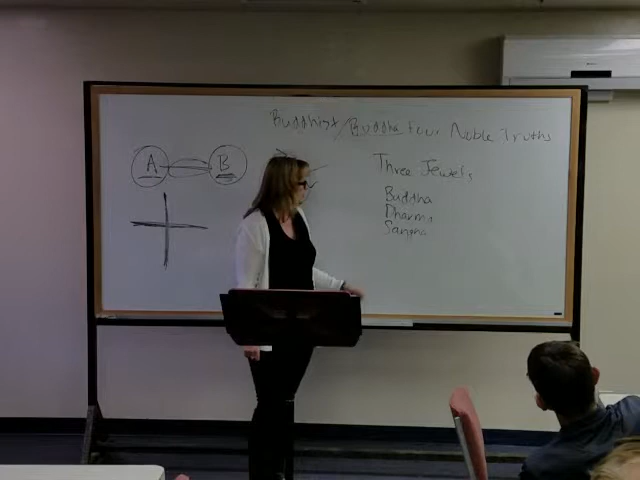 Buddhist/Buddha Four Noble Truths
A B
Three Jewels
Buddha
Dharma
Sangha